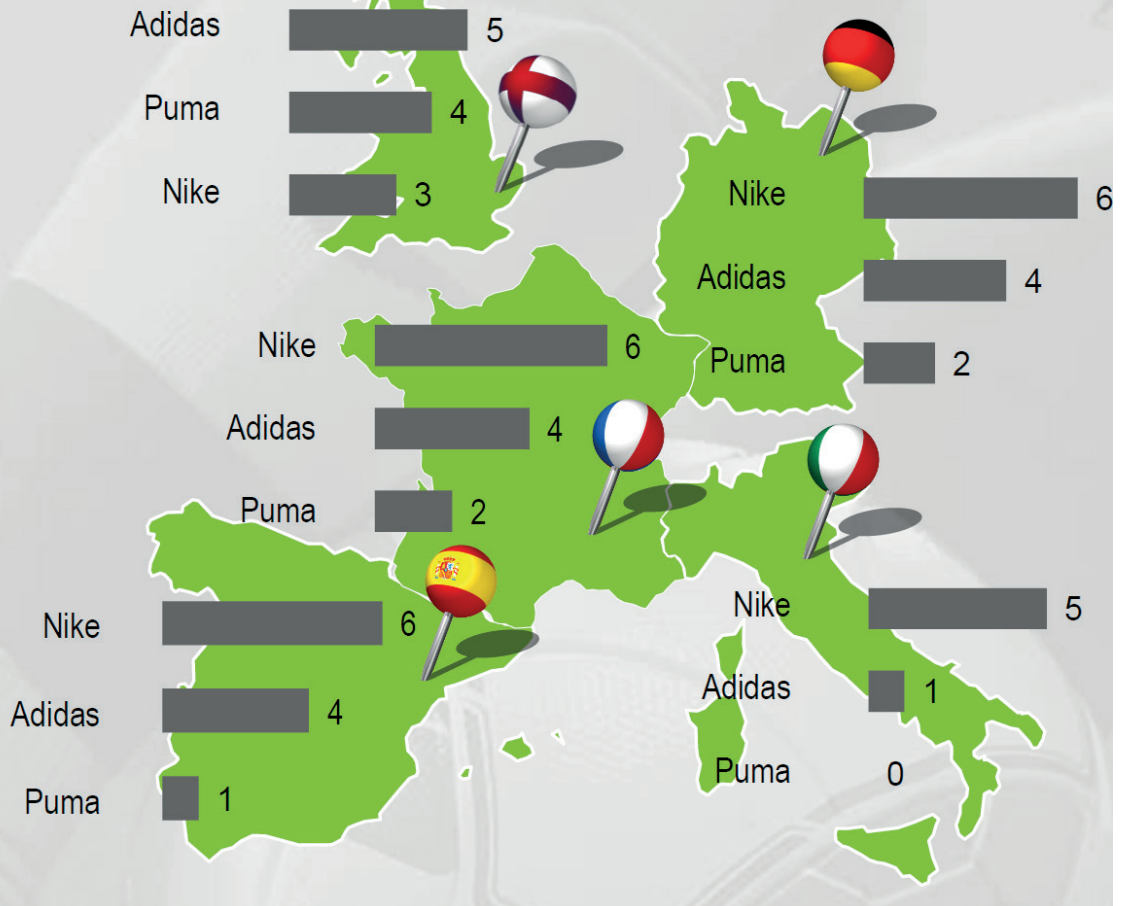 Adidas 5
Puma 4
Nike 3
Nike 6
Adidas 4
Puma 2
Nike 6
Adidas 4
Puma 2
Nike 6
Adidas 4
Puma 1
Nike 5
Adidas 1
Puma 0